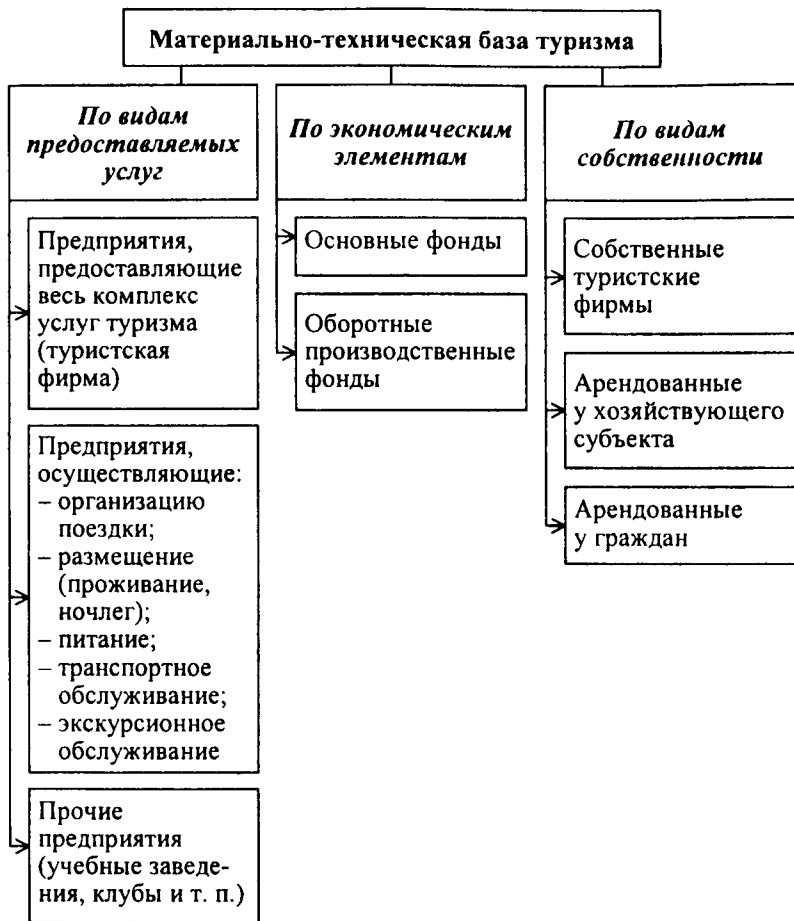 Материально-техническая база туризма
По видам
предоставляемых
услуг
Предприятия,
предоставляющие
весь комплекс
услуг туризма
(туристская
фирма)
Предприятия,
осуществляющие:
– организацию
поездки;
– размещение
(проживание,
ночлег);
– питание;
– транспортное
обслуживание;
– экскурсионное
обслуживание
Прочие
предприятия
(учебные заведе-
ния, клубы и т. п.)
По экономическим
элементам
Основные фонды
Оборотные
производственные
фонды
По видам
собственности
Собственные
туристские
фирмы
Арендованные
у хозяйствующего
субъекта
Арендованные
у граждан